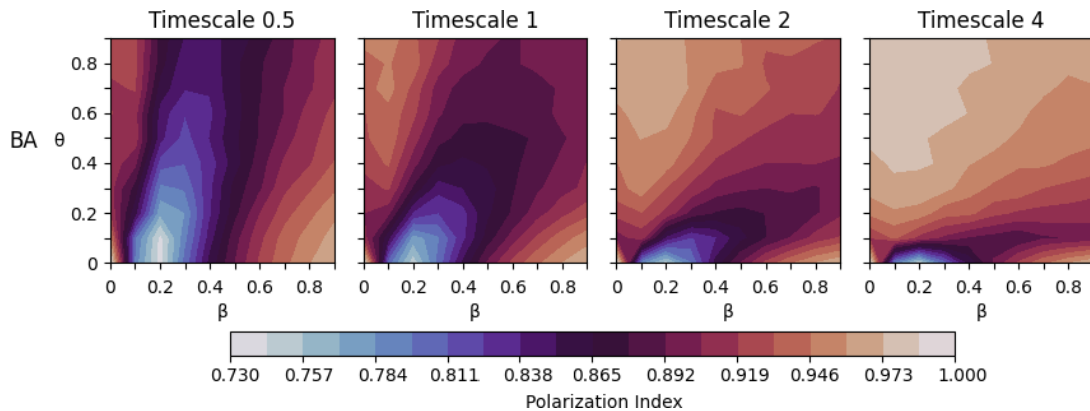 Timescale 0.5 Timescale 1 Timescale 2 Timescale 4
0.8
0.6
BA θ
0.4
0.2
0
0 0.2 0.4 0.6 0.8 0 0.2 0.4 0.6 0.8 0 0.2 0.4 0.6 0.8 0 0.2 0.4 0.6 0.8
β β β β
0.730 0.757 0.784 0.811 0.838 0.865 0.892 0.919 0.946 0.973 1.000
Polarization Index